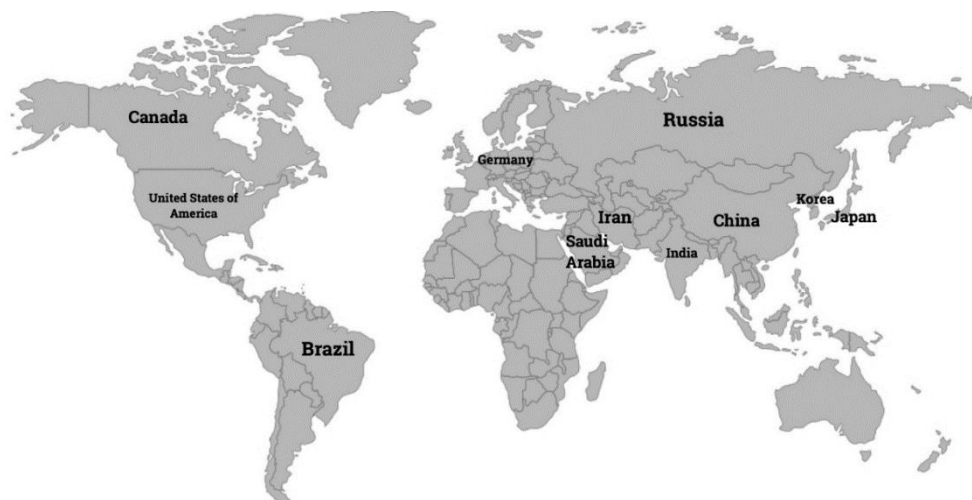 Canada
Russia
Germany
United States of
America
Korea
Iran
China
Japan
Saudi
Arabia
India
Brazil